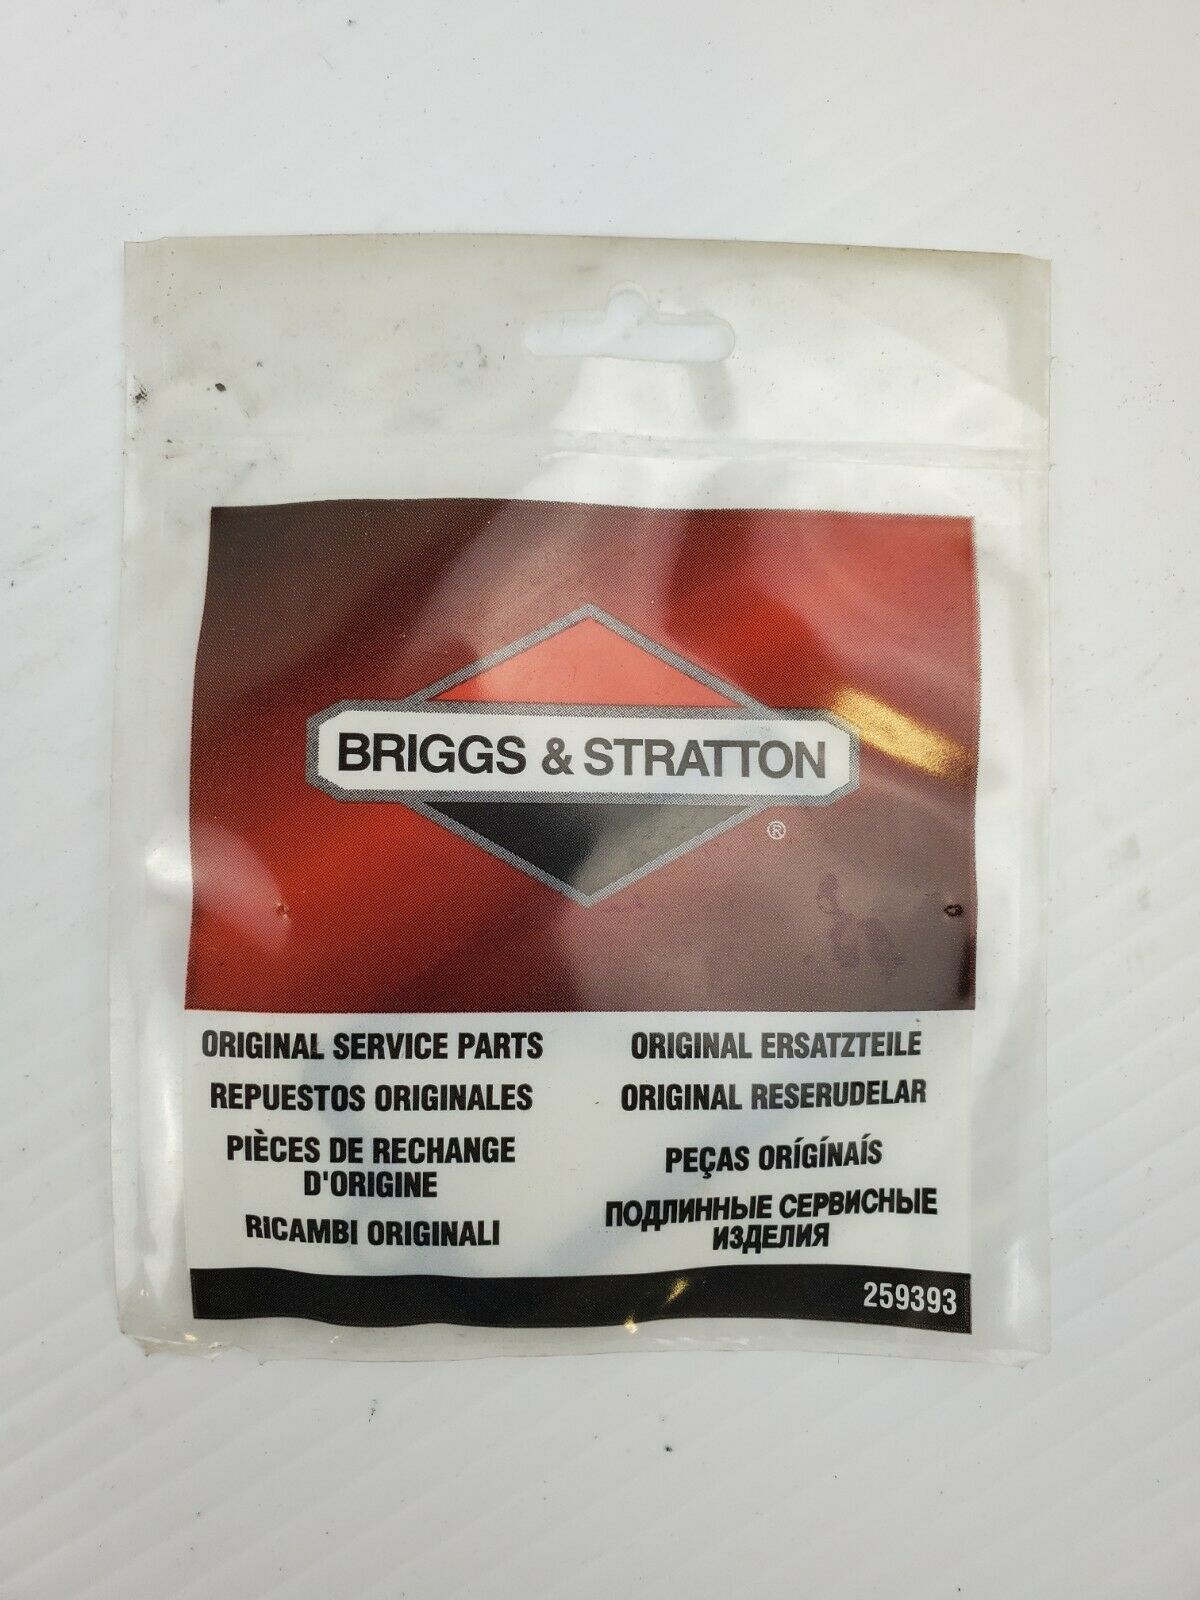 BRIGGS & STRATTON
®
ORIGINAL SERVICE PARTS
REPUESTOS ORIGINALES
PIÈCES DE RECHANGE
D'ORIGINE
RICAMBI ORIGINALI
ORIGINAL ERSATZTEILE
ORIGINAL RESERUDELAR
PEÇAS ORÍGÍNAÍS
ПОДЛИННЫЕ СЕРВИСНЫЕ
ИЗДЕЛИЯ
259393